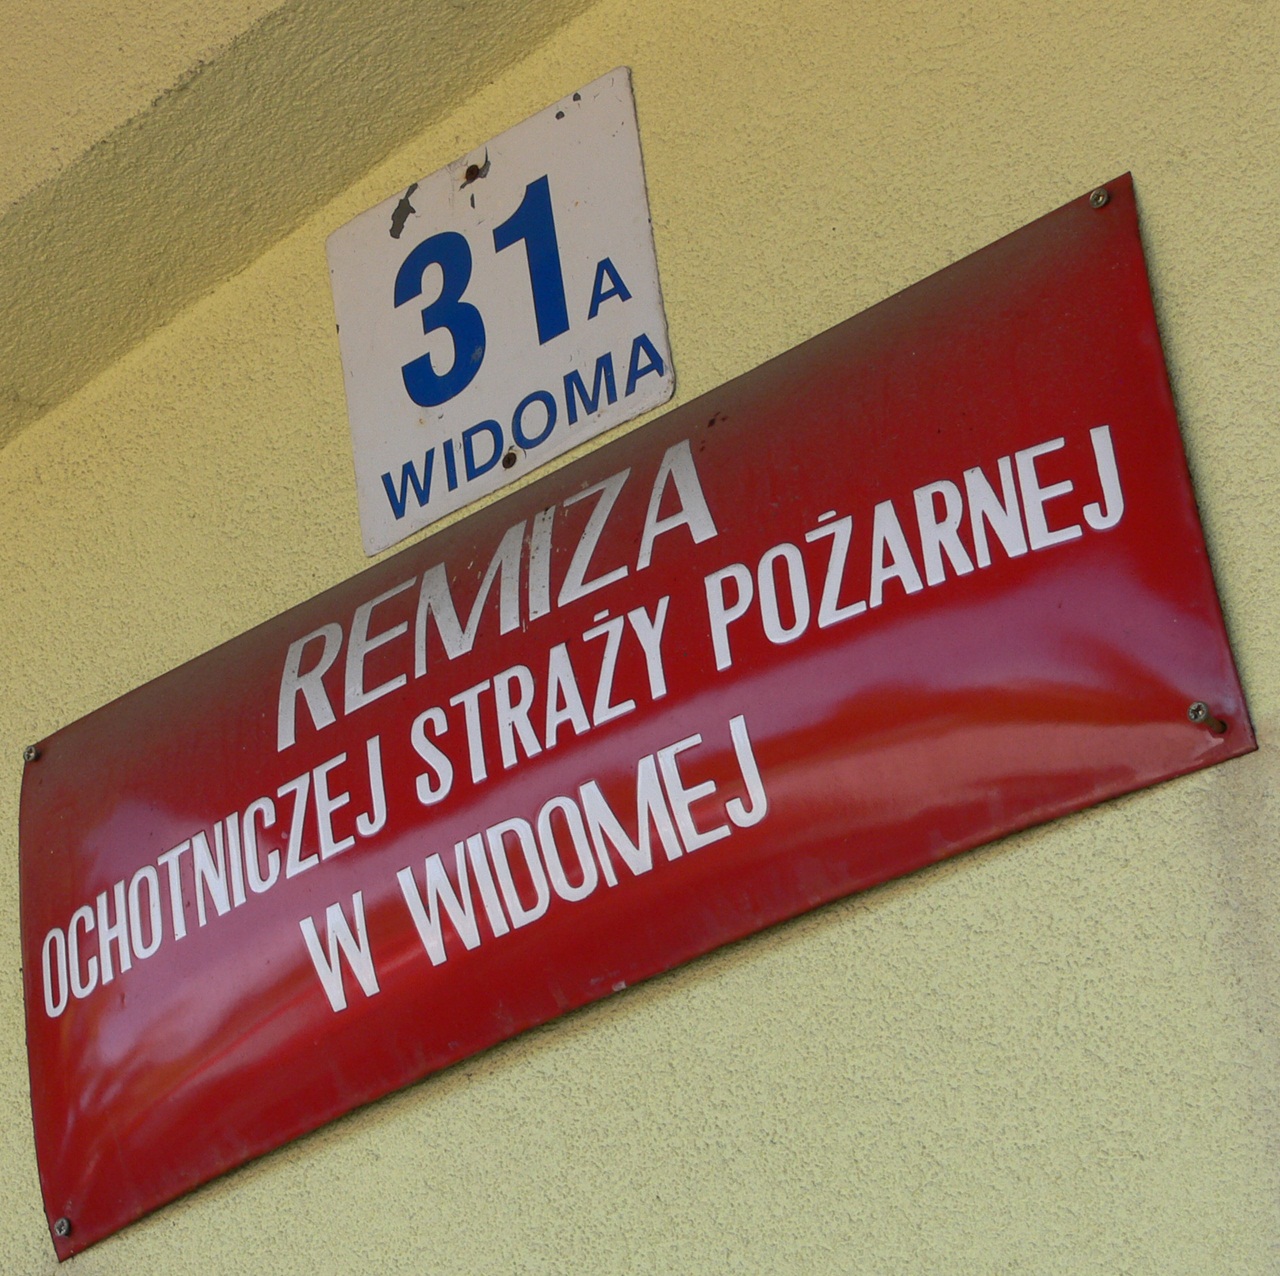 31A
WIDOMA
REMIZA
OCHOTNICZEJ STRAŻY POŻARNEJ
W WIDOMEJ